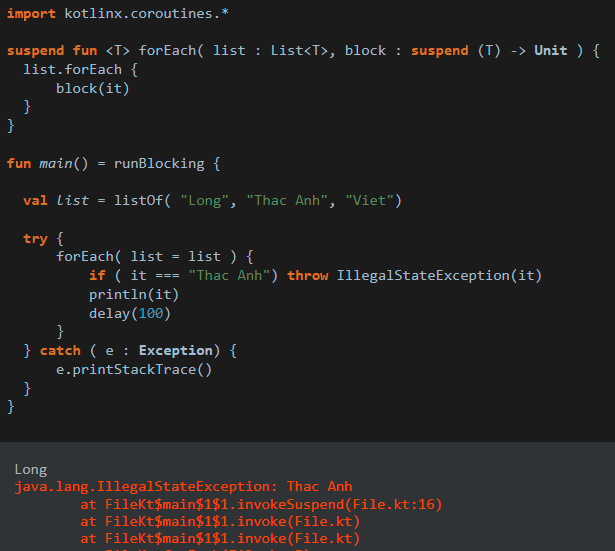 import kotlinx.coroutines.*
suspend fun <T> forEach( list : List<T>, block : suspend (T) -> Unit ) {
list.forEach {
block(it)
}
}
fun main() = runBlocking {
val list = listOf( "Long", "Thac Anh", "Viet")
try {
forEach( list = list ) {
if ( it === "Thac Anh") throw IllegalStateException(it)
println(it)
delay(100)
}
} catch ( e : Exception) {
e.printStackTrace()
}
}
Long
java.lang.IllegalStateException: Thac Anh
at FileKt$main$1$1.invokeSuspend(File.kt:16)
at FileKt$main$1$1.invoke(File.kt)
at FileKt$main$1$1.invoke(File.kt)